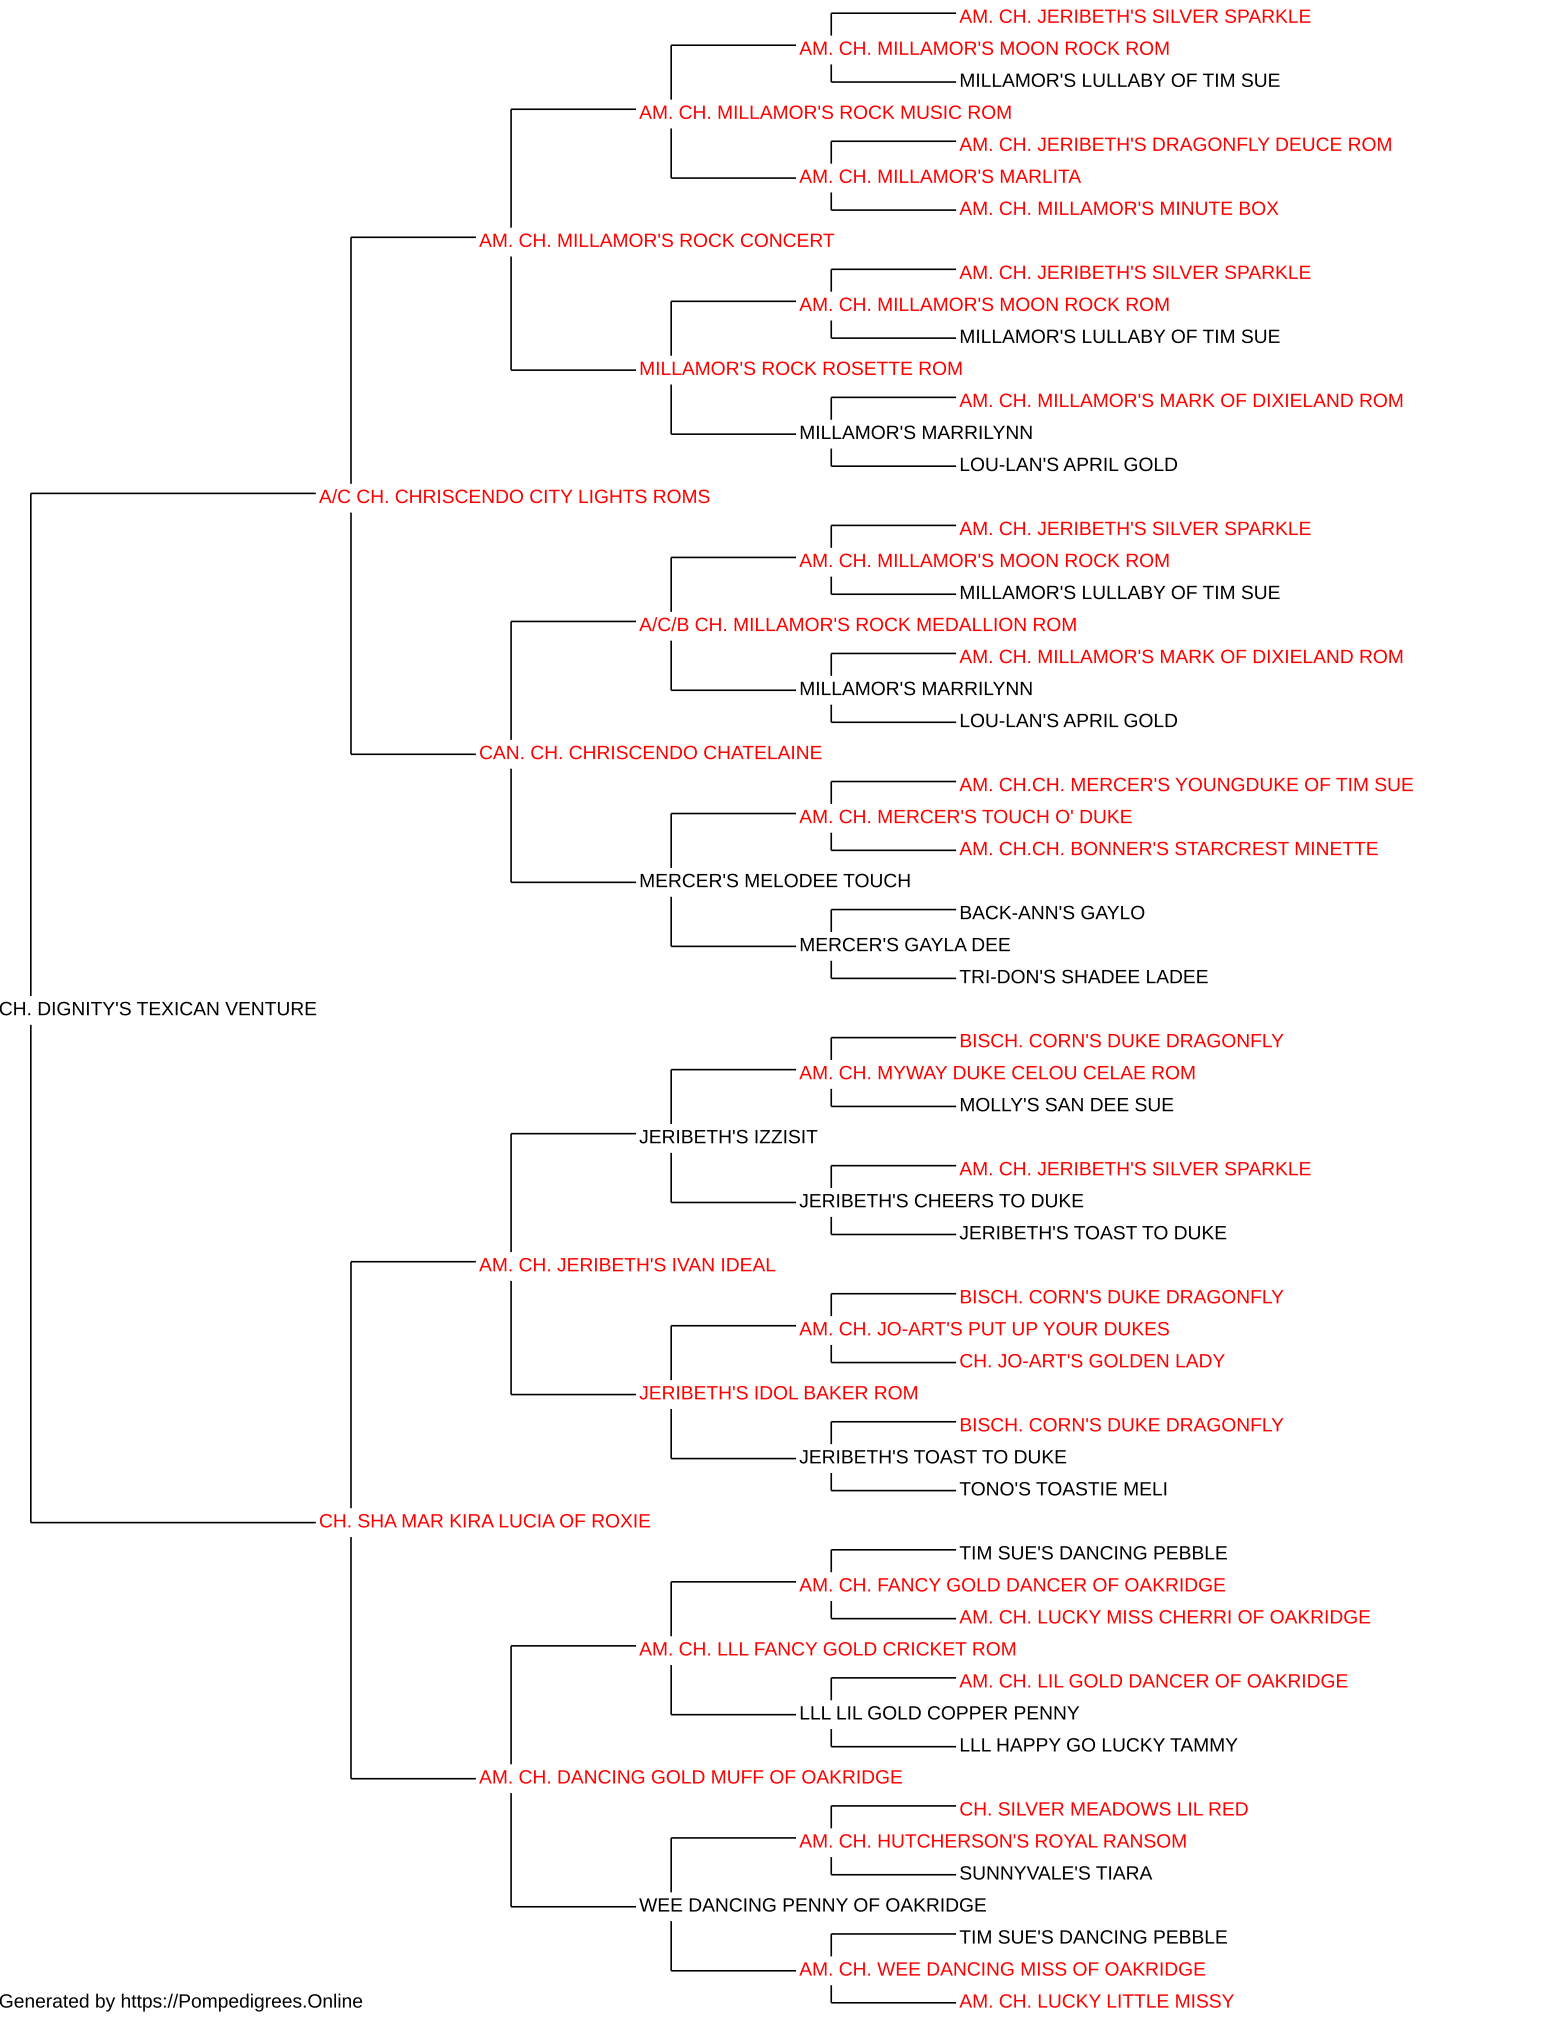 AM. CH. JERIBETH'S SILVER SPARKLE
AM. CH. MILLAMOR'S MOON ROCK ROM
MILLAMOR'S LULLABY OF TIM SUE
AM. CH. MILLAMOR'S ROCK MUSIC ROM
AM. CH. JERIBETH'S DRAGONFLY DEUCE ROM
AM. CH. MILLAMOR'S MARLITA
AM. CH. MILLAMOR'S MINUTE BOX
AM. CH. MILLAMOR'S ROCK CONCERT
AM. CH. JERIBETH'S SILVER SPARKLE
AM. CH. MILLAMOR'S MOON ROCK ROM
MILLAMOR'S LULLABY OF TIM SUE
MILLAMOR'S ROCK ROSETTE ROM
AM. CH. MILLAMOR'S MARK OF DIXIELAND ROM
MILLAMOR'S MARRILYNN
LOU-LAN'S APRIL GOLD
A/C CH. CHRISCENDO CITY LIGHTS ROMS
AM. CH. JERIBETH'S SILVER SPARKLE
AM. CH. MILLAMOR'S MOON ROCK ROM
MILLAMOR'S LULLABY OF TIM SUE
A/C/B CH. MILLAMOR'S ROCK MEDALLION ROM
AM. CH. MILLAMOR'S MARK OF DIXIELAND ROM
MILLAMOR'S MARRILYNN
LOU-LAN'S APRIL GOLD
CAN. CH. CHRISCENDO CHATELAINE
AM. CH.CH. MERCER'S YOUNGDUKE OF TIM SUE
AM. CH. MERCER'S TOUCH O' DUKE
AM. CH.CH. BONNER'S STARCREST MINETTE
MERCER'S MELODEE TOUCH
BACK-ANN'S GAYLO
MERCER'S GAYLA DEE
TRI-DON'S SHADEE LADEE
CH. DIGNITY'S TEXICAN VENTURE
BISCH. CORN'S DUKE DRAGONFLY
AM. CH. MYWAY DUKE CELOU CELAE ROM
MOLLY'S SAN DEE SUE
JERIBETH'S IZZISIT
AM. CH. JERIBETH'S SILVER SPARKLE
JERIBETH'S CHEERS TO DUKE
JERIBETH'S TOAST TO DUKE
AM. CH. JERIBETH'S IVAN IDEAL
BISCH. CORN'S DUKE DRAGONFLY
AM. CH. JO-ART'S PUT UP YOUR DUKES
CH. JO-ART'S GOLDEN LADY
JERIBETH'S IDOL BAKER ROM
BISCH. CORN'S DUKE DRAGONFLY
JERIBETH'S TOAST TO DUKE
TONO'S TOASTIE MELI
CH. SHA MAR KIRA LUCIA OF ROXIE
TIM SUE'S DANCING PEBBLE
AM. CH. FANCY GOLD DANCER OF OAKRIDGE
AM. CH. LUCKY MISS CHERRI OF OAKRIDGE
AM. CH. LLL FANCY GOLD CRICKET ROM
AM. CH. LIL GOLD DANCER OF OAKRIDGE
LLL LIL GOLD COPPER PENNY
LLL HAPPY GO LUCKY TAMMY
AM. CH. DANCING GOLD MUFF OF OAKRIDGE
CH. SILVER MEADOWS LIL RED
AM. CH. HUTCHERSON'S ROYAL RANSOM
SUNNYVALE'S TIARA
WEE DANCING PENNY OF OAKRIDGE
TIM SUE'S DANCING PEBBLE
AM. CH. WEE DANCING MISS OF OAKRIDGE
AM. CH. LUCKY LITTLE MISSY
Generated by https://Pompedigrees.Online